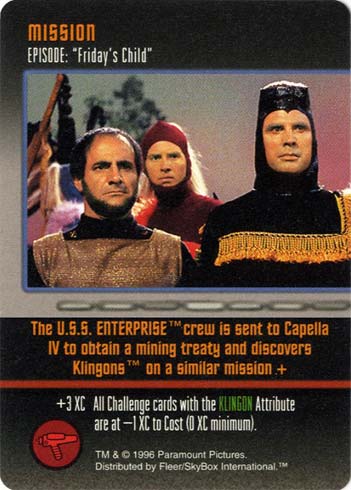 MISSION
EPISODE: "Friday's Child"
The U.S.S. ENTERPRISE™ crew is sent to Capella
IV to obtain a mining treaty and discovers
Klingons™ on a similar mission.+
+3 XC All Challenge cards with the KLINGON Attribute
are at –1 XC to Cost (0 XC minimum).
TM & © 1996 Paramount Pictures.
Distributed by Fleer/SkyBox International.™